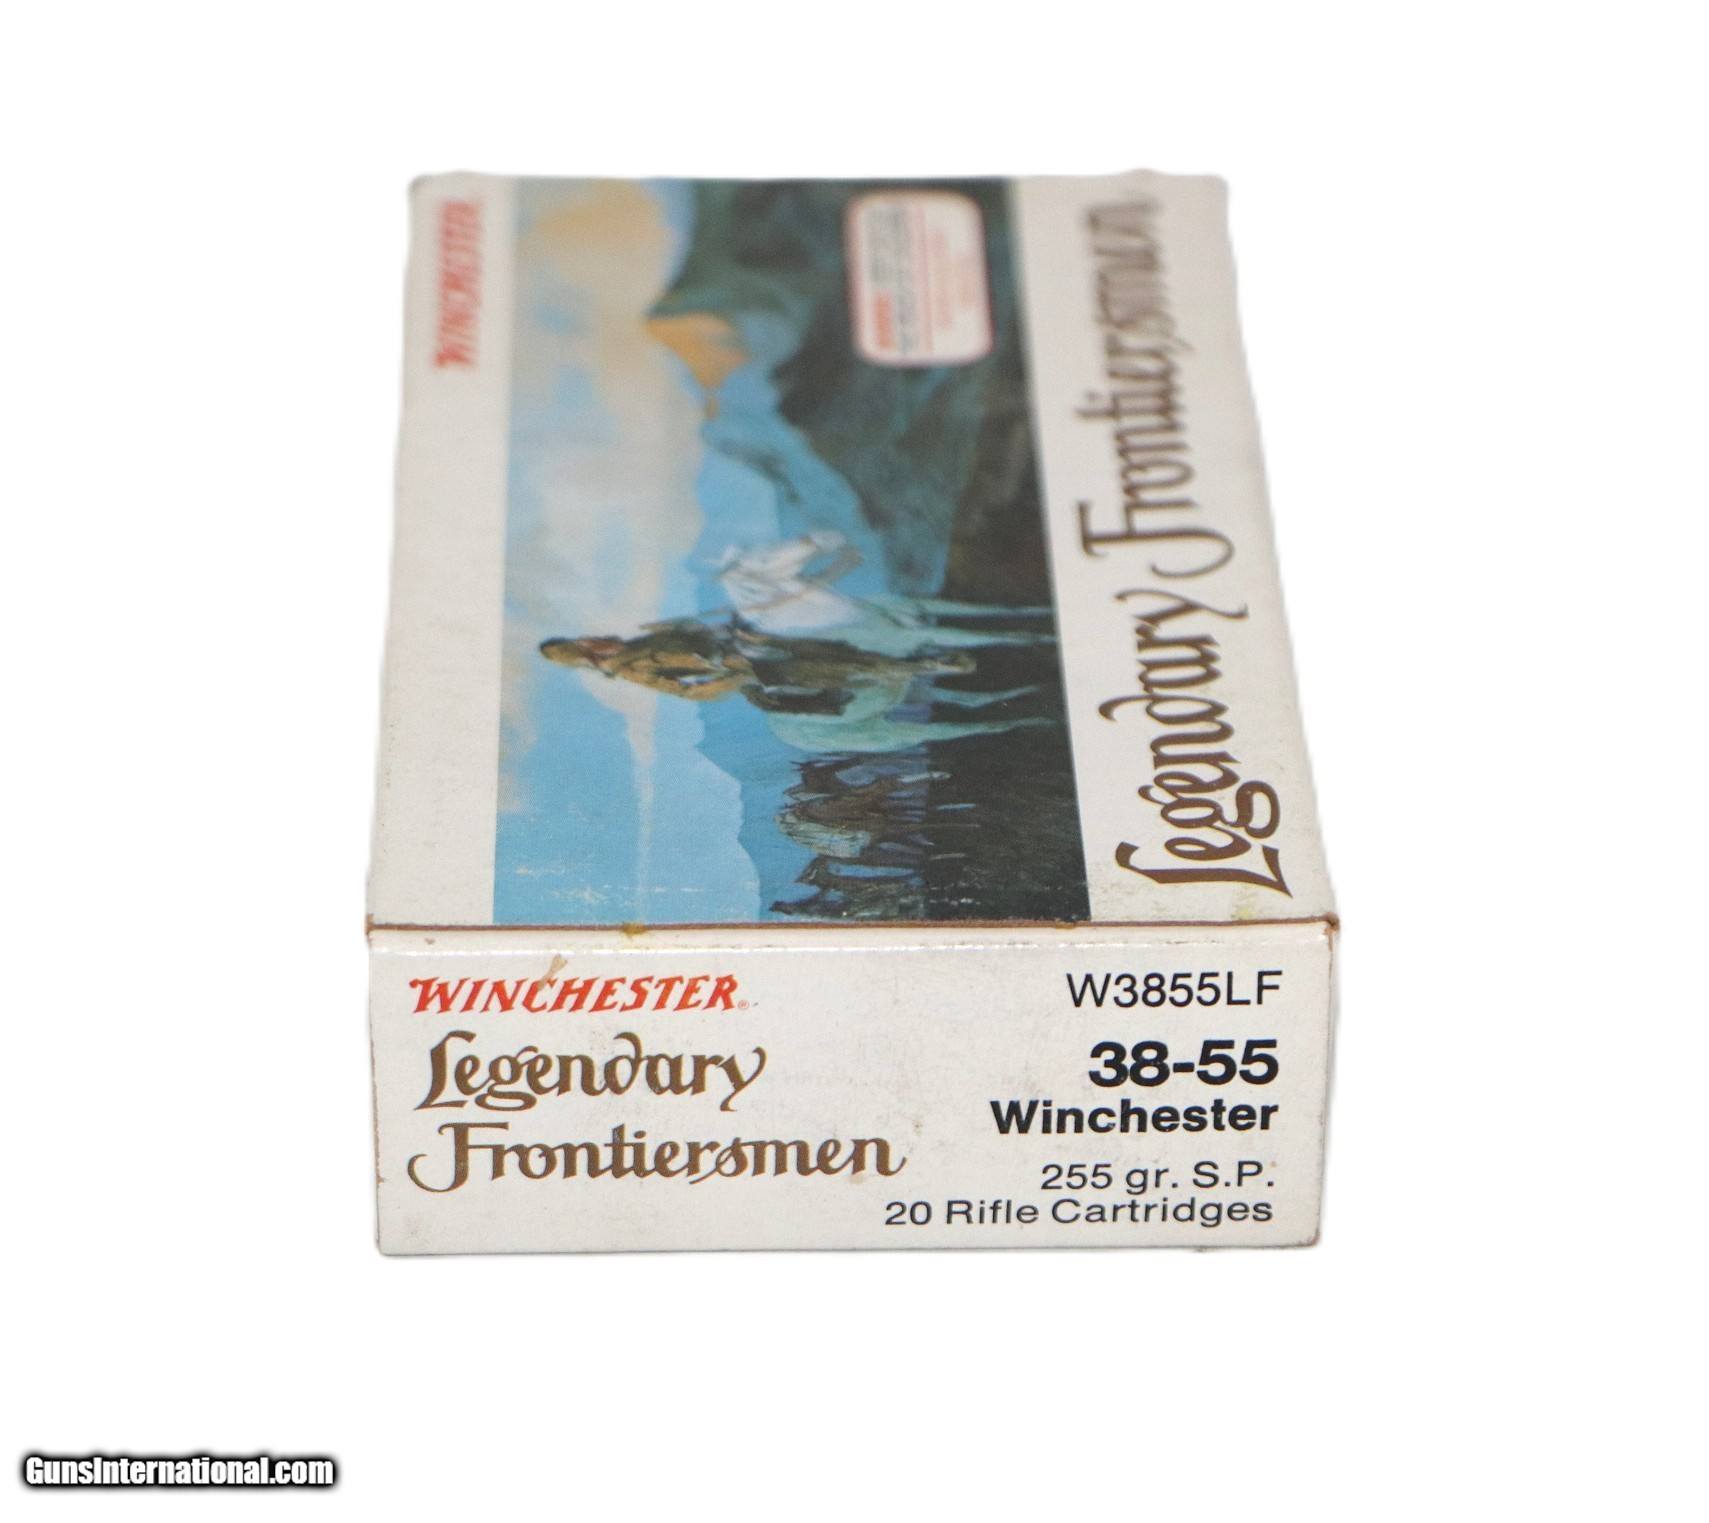 WINCHESTER
Legendary Frontiersmen
WINCHESTER®
Legendary
Frontiersmen
W3855LF
38-55
Winchester
255 gr. S.P.
20 Rifle Cartridges
GunsInternational.com